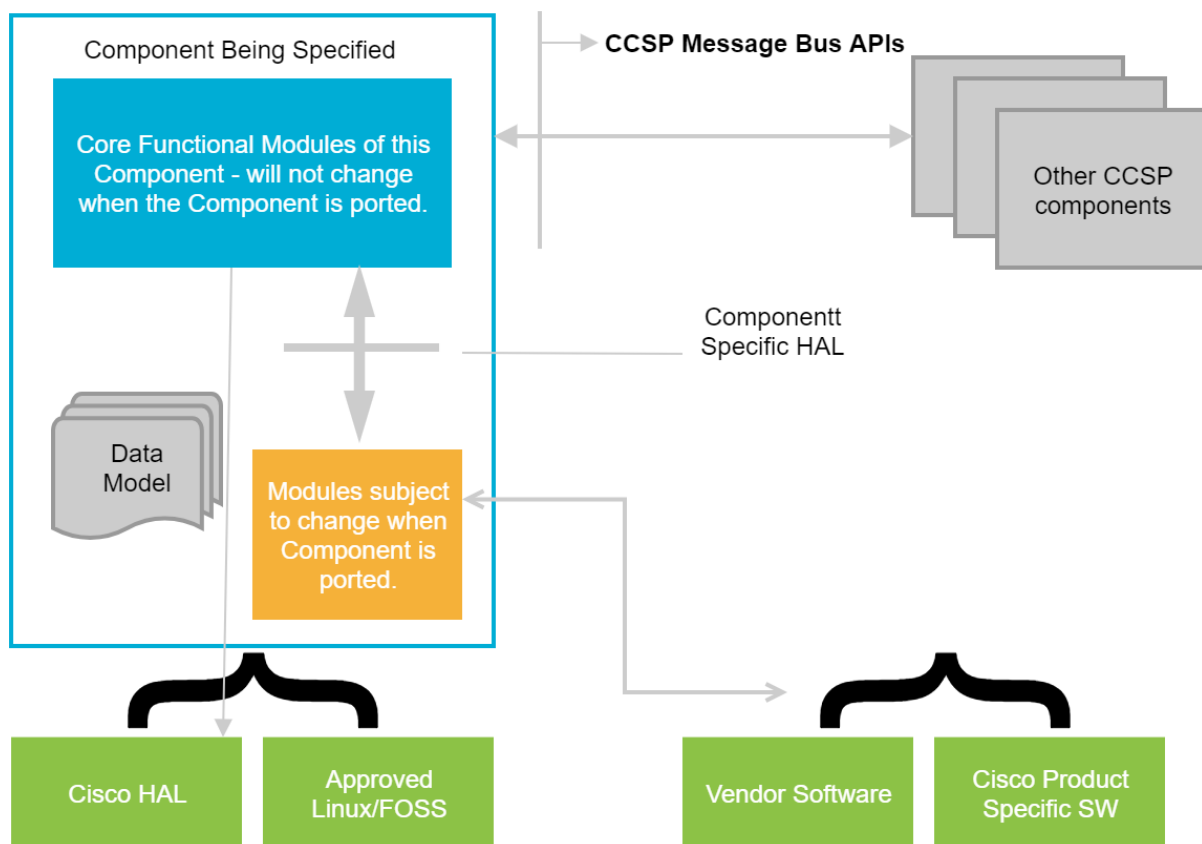 Component Being Specified
CCSP Message Bus APIs
Core Functional Modules of this
Component - will not change
when the Component is ported.
Other CCSP
components
Componentt
Specific HAL
Data
Model
Modules subject
to change when
Component is
ported.
Cisco HAL
Approved
Linux/FOSS
Vendor Software
Cisco Product
Specific SW